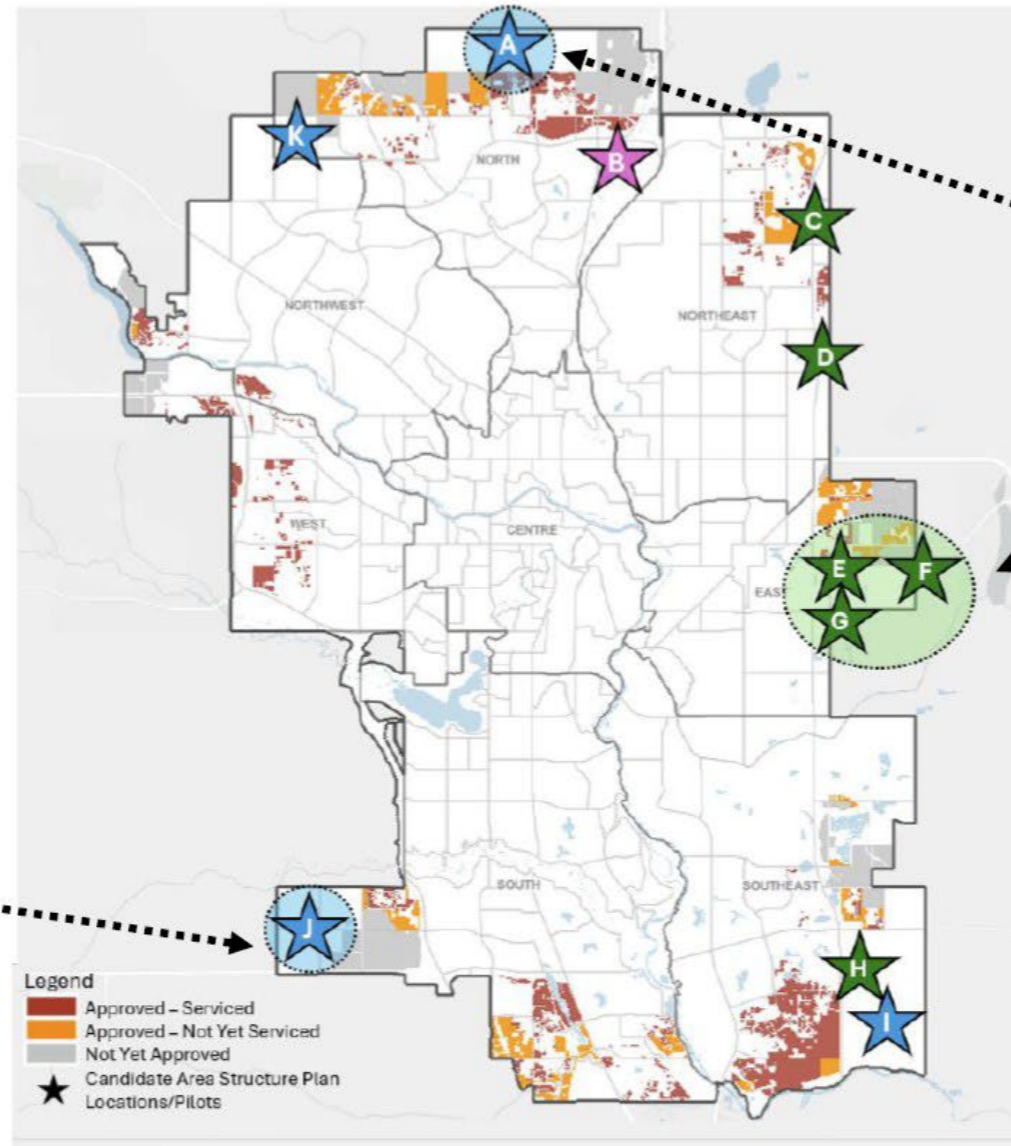 A
K
B
NORTH
C
NORTHWEST
NORTHEAST
D
WEST
CENTRE
E
F
EAST
G
SOUTH
SOUTHEAST
J
H
I
Legend
Approved – Serviced
Approved – Not Yet Serviced
Not Yet Approved
Candidate Area Structure Plan
Locations/Pilots